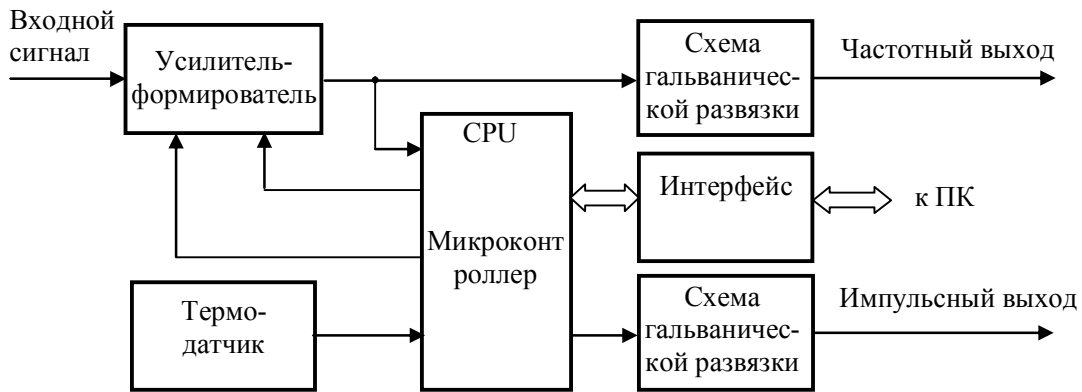 Входной
сигнал
Усилитель-
формирователь
Схема
гальваничес-
кой развязки
Частотный выход
CPU
Микроконт
роллер
Интерфейс
к ПК
Термо-
датчик
Схема
гальваничес-
кой развязки
Импульсный выход